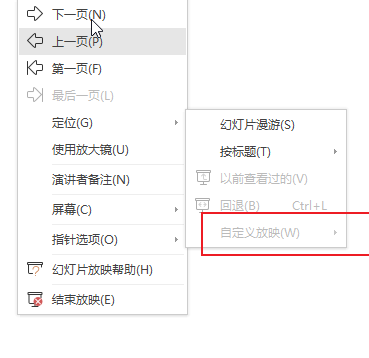 下一页(N)
上一页(P)
第一页(F)
最后一页(L)
定位(G)
使用放大镜(U)
演讲者备注(N)
屏幕(C)
指针选项(O)
幻灯片放映帮助(H)
结束放映(E)
幻灯片漫游(S)
按标题(T)
以前查看过的(V)
回退(B) Ctrl+L
自定义放映(W)